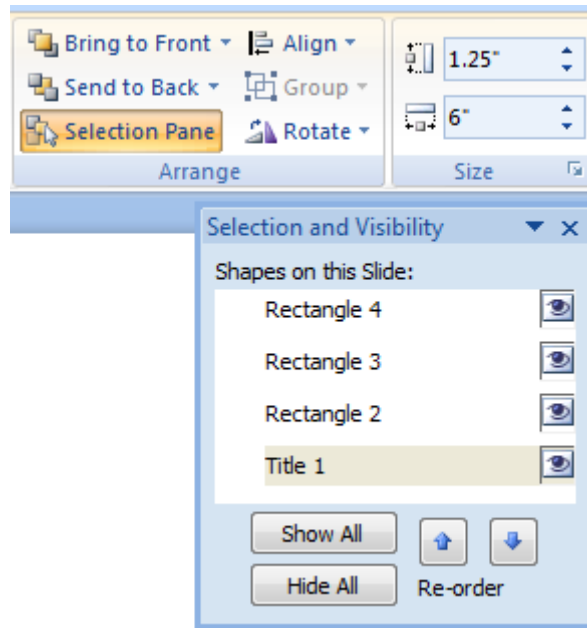 Bring to Front Align
Send to Back Group
Selection Pane Rotate
Arrange
1.25"
6"
Size
Selection and Visibility
Shapes on this Slide:
Rectangle 4
Rectangle 3
Rectangle 2
Title 1
Show All
Hide All
Re-order